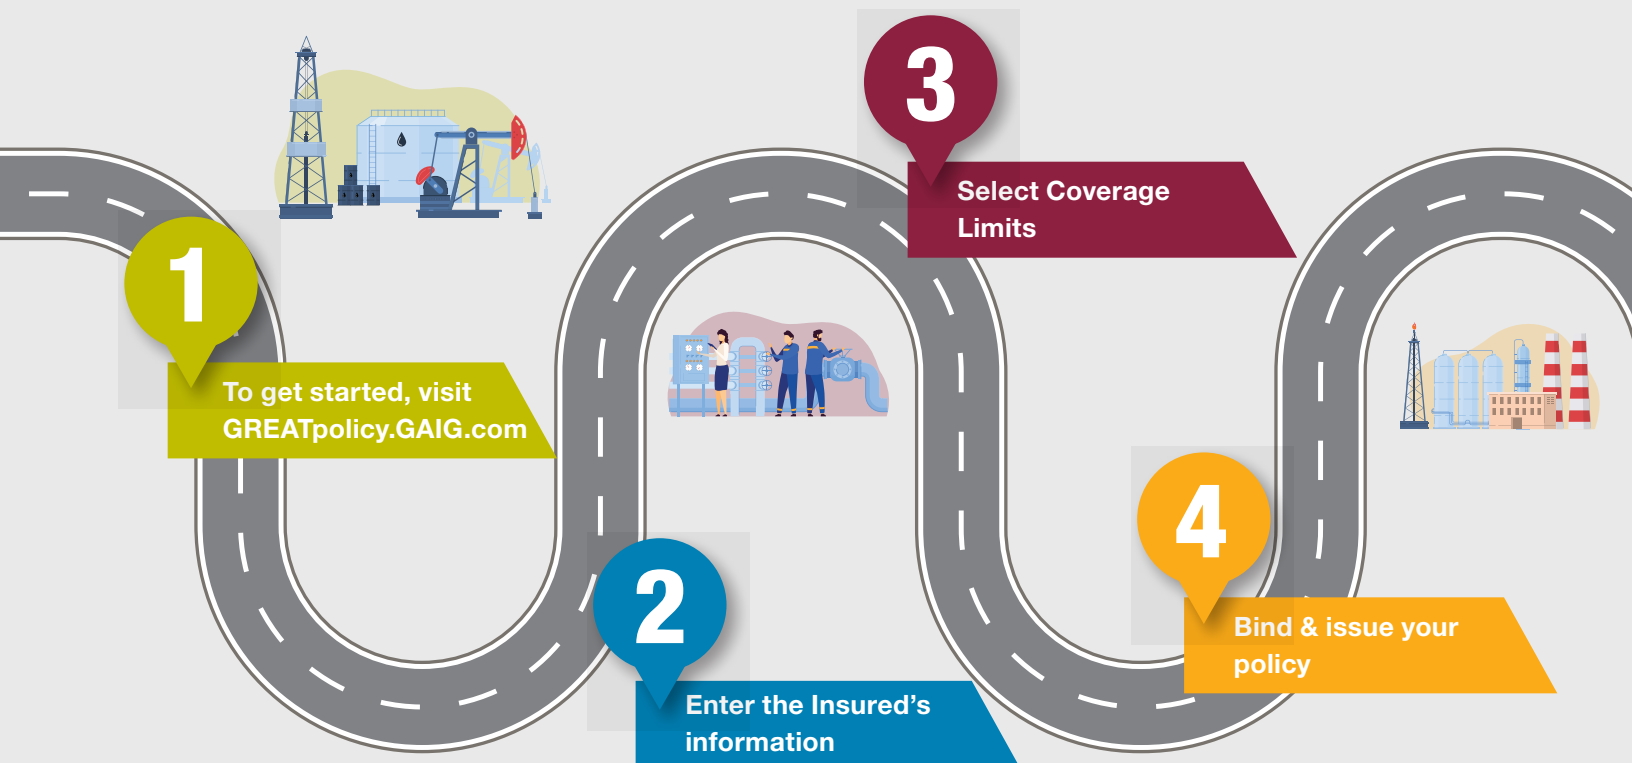 1
To get started, visit
GREATpolicy.GAIG.com
2
Enter the Insured’s
information
3
Select Coverage
Limits
4
Bind & issue your
policy